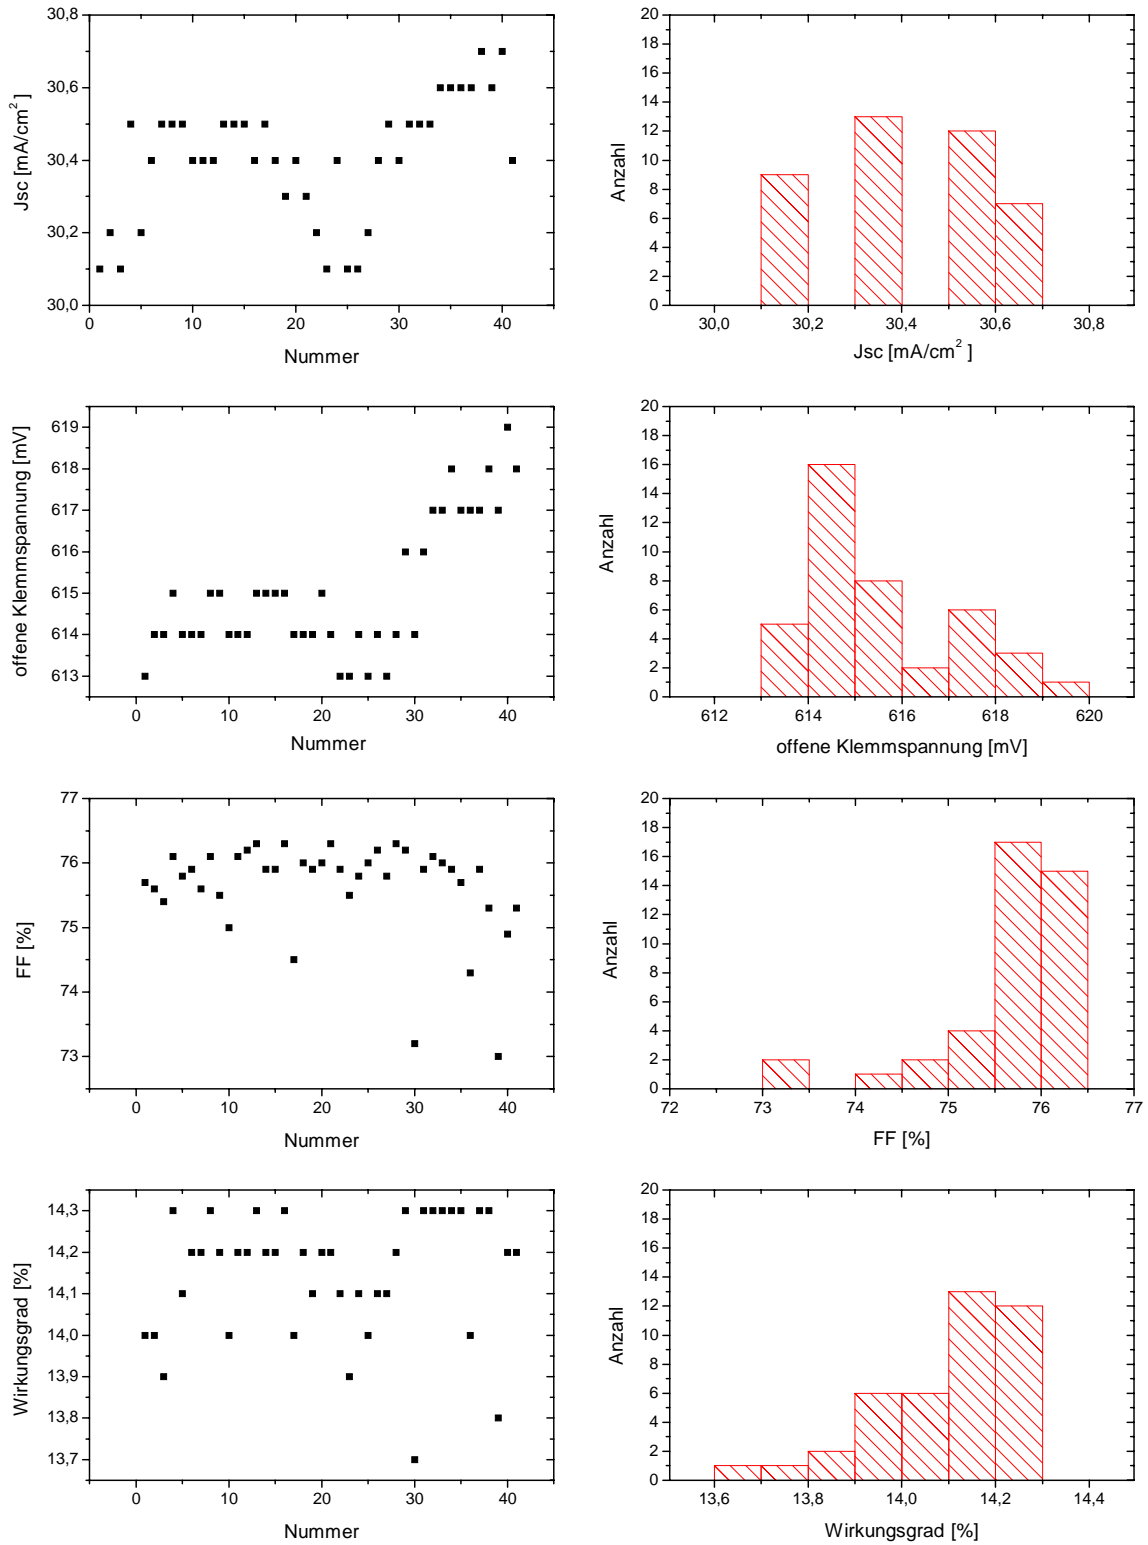 30,8
30,6
30,4
30,2
30,0
Jsc [mA/cm²]
0 10 20 30 40
Nummer
20
18
16
14
12
10
8
6
4
2
0
Anzahl
30,0 30,2 30,4 30,6 30,8
Jsc [mA/cm² ]
619
618
617
616
615
614
613
offene Klemmspannung [mV]
0 10 20 30 40
Nummer
20
18
16
14
12
10
8
6
4
2
0
Anzahl
612 614 616 618 620
offene Klemmspannung [mV]
77
76
75
74
73
FF [%]
0 10 20 30 40
Nummer
20
18
16
14
12
10
8
6
4
2
0
Anzahl
72 73 74 75 76 77
FF [%]
14,3
14,2
14,1
14,0
13,9
13,8
13,7
Wirkungsgrad [%]
0 10 20 30 40
Nummer
20
18
16
14
12
10
8
6
4
2
0
Anzahl
13,6 13,8 14,0 14,2 14,4
Wirkungsgrad [%]